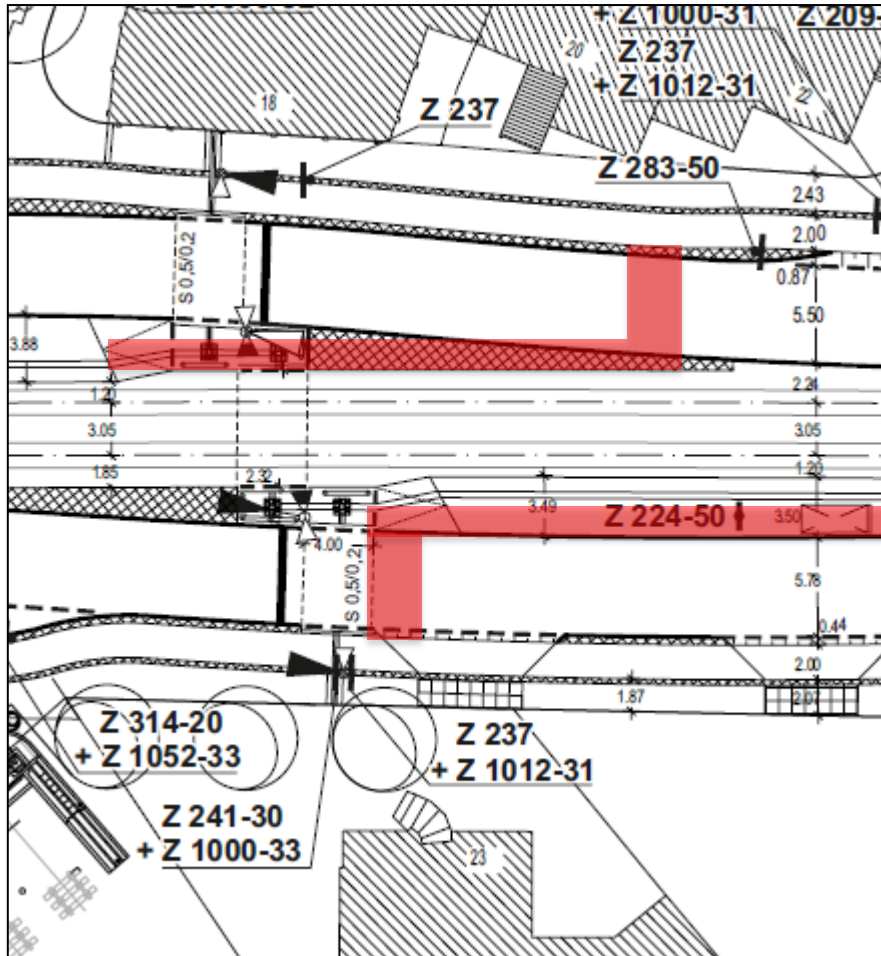 + Z 1000-31
Z 209-
Z 237
+ Z 1012-31
20
22
18
Z 237
Z 283-50
2.43
2.00
0.87
S 0,5/0,2
5.50
3.88
2.24
1.20
3.05
3.05
1.85
2.32
1.20
3.49
Z 224-50
3.50
4.00
S 0,5/0,2
5.78
0.44
2.00
1.87
2.07
Z 314-20
+ Z 1052-33
Z 237
+ Z 1012-31
Z 241-30
+ Z 1000-33
23